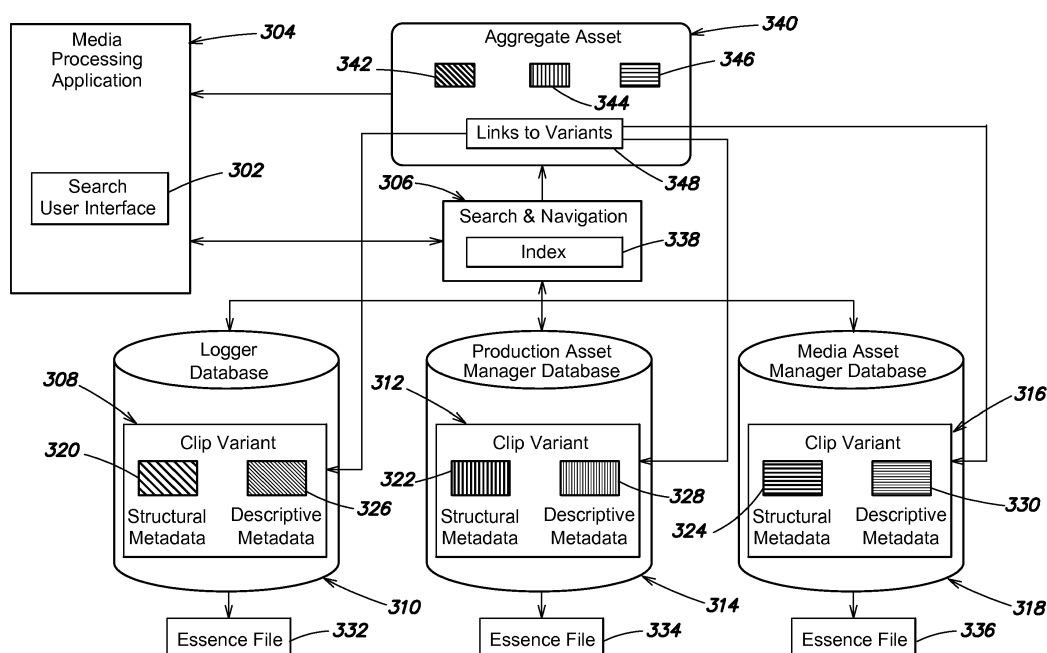 Media
Processing
Application
304
Search
User Interface
302
Aggregate Asset
340
342
344
346
Links to Variants
348
306
Search & Navigation
Index
338
Logger
Database
308
Clip Variant
320
326
Structural
Metadata
Descriptive
Metadata
310
Essence File
332
Production Asset
Manager Database
312
Clip Variant
322
328
Structural
Metadata
Descriptive
Metadata
314
Essence File
334
Media Asset
Manager Database
316
Clip Variant
324
330
Structural
Metadata
Descriptive
Metadata
318
Essence File
336